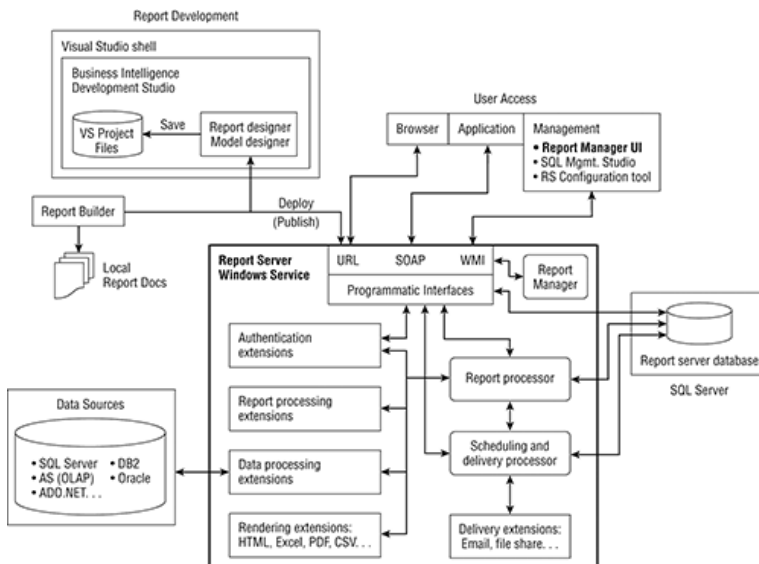 Report Development
Visual Studio shell
Business Intelligence
Development Studio
VS Project
Files
Save
Report designer
Model designer
User Access
Browser
Application
Management
• Report Manager UI
• SQL Mgmt. Studio
• RS Configuration tool
Report Builder
Deploy
(Publish)
Local
Report Docs
Report Server
Windows Service
URL
SOAP
WMI
Programmatic Interfaces
Report
Manager
Authentication
extensions
Report processor
Report server database
SQL Server
Report processing
extensions
Data Sources
• SQL Server
• AS (OLAP)
• ADO.NET. . .
• DB2
• Oracle
Data processing
extensions
Scheduling and
delivery processor
Rendering extensions:
HTML, Excel, PDF, CSV. . .
Delivery extensions:
Email, file share. . .